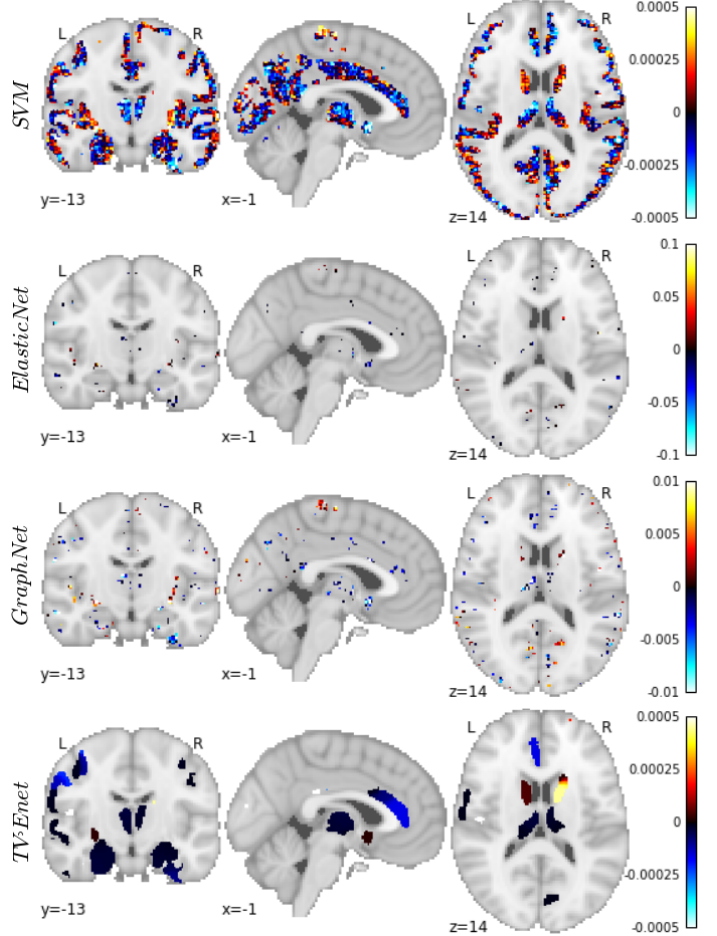 SVM
L R
y=-13
x=-1
z=14
0.0005
0.00025
0
-0.00025
-0.0005
ElasticNet
L R
y=-13
x=-1
L R
z=14
0.1
0.05
0
-0.05
-0.1
GraphNet
L R
y=-13
x=-1
L R
z=14
0.01
0.005
0
-0.005
-0.01
TV-Enet
L R
y=-13
x=-1
L R
z=14
0.0005
0.00025
0
-0.00025
-0.0005